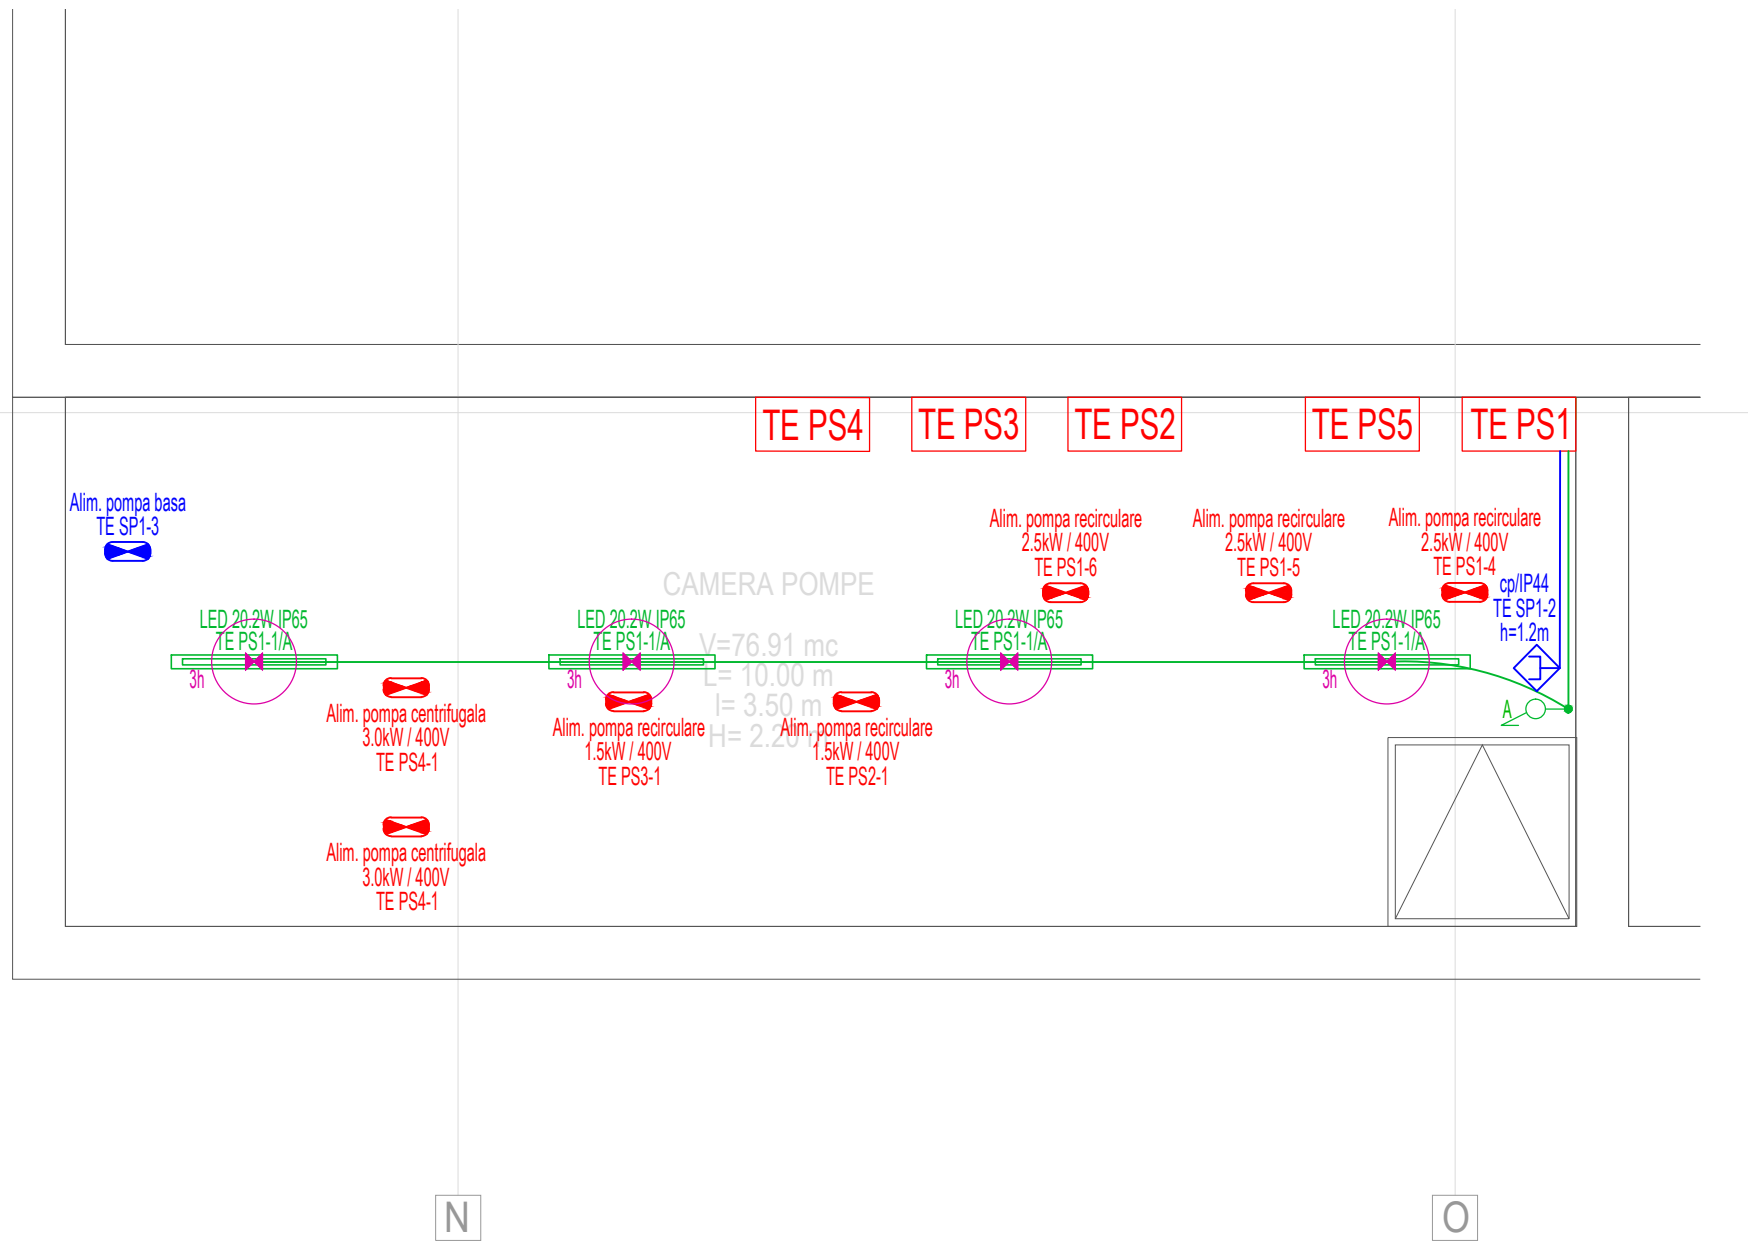 TE PS4
TE PS3
TE PS2
TE PS5
TE PS1
Alim. pompa basa
TE SP1-3
Alim. pompa recirculare
2.5kW / 400V
TE PS1-6
Alim. pompa recirculare
2.5kW / 400V
TE PS1-5
Alim. pompa recirculare
2.5kW / 400V
TE PS1-4
cp/IP44
TE SP1-2
h=1.2m
CAMERA POMPE
V=76.91 mc
L= 10.00 m
l= 3.50 m
H= 2.20 m
LED 20.2W IP65
TE PS1-1/A
3h
LED 20.2W IP65
TE PS1-1/A
3h
LED 20.2W IP65
TE PS1-1/A
3h
LED 20.2W IP65
TE PS1-1/A
3h
A
Alim. pompa centrifugala
3.0kW / 400V
TE PS4-1
Alim. pompa recirculare
1.5kW / 400V
TE PS3-1
Alim. pompa recirculare
1.5kW / 400V
TE PS2-1
Alim. pompa centrifugala
3.0kW / 400V
TE PS4-1
N
O